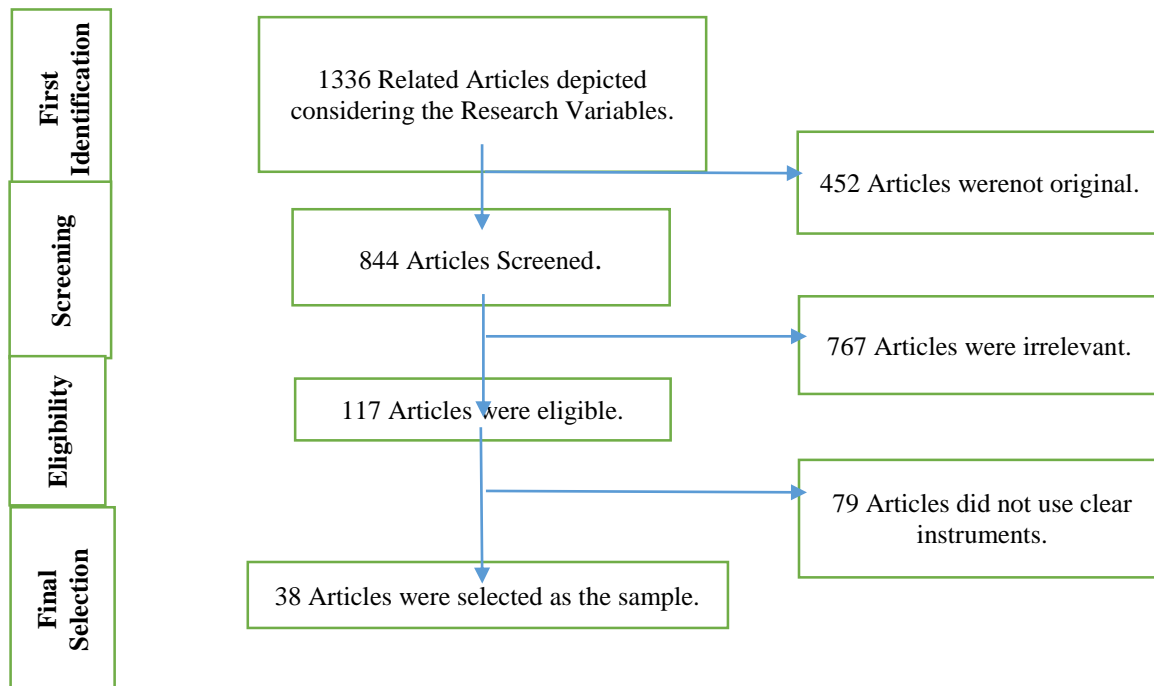 First
Identification
1336 Related Articles depicted
considering the Research Variables.
452 Articles werenot original.
Screening
844 Articles Screened.
767 Articles were irrelevant.
Eligibility
117 Articles were eligible.
79 Articles did not use clear
instruments.
Final
Selection
38 Articles were selected as the sample.